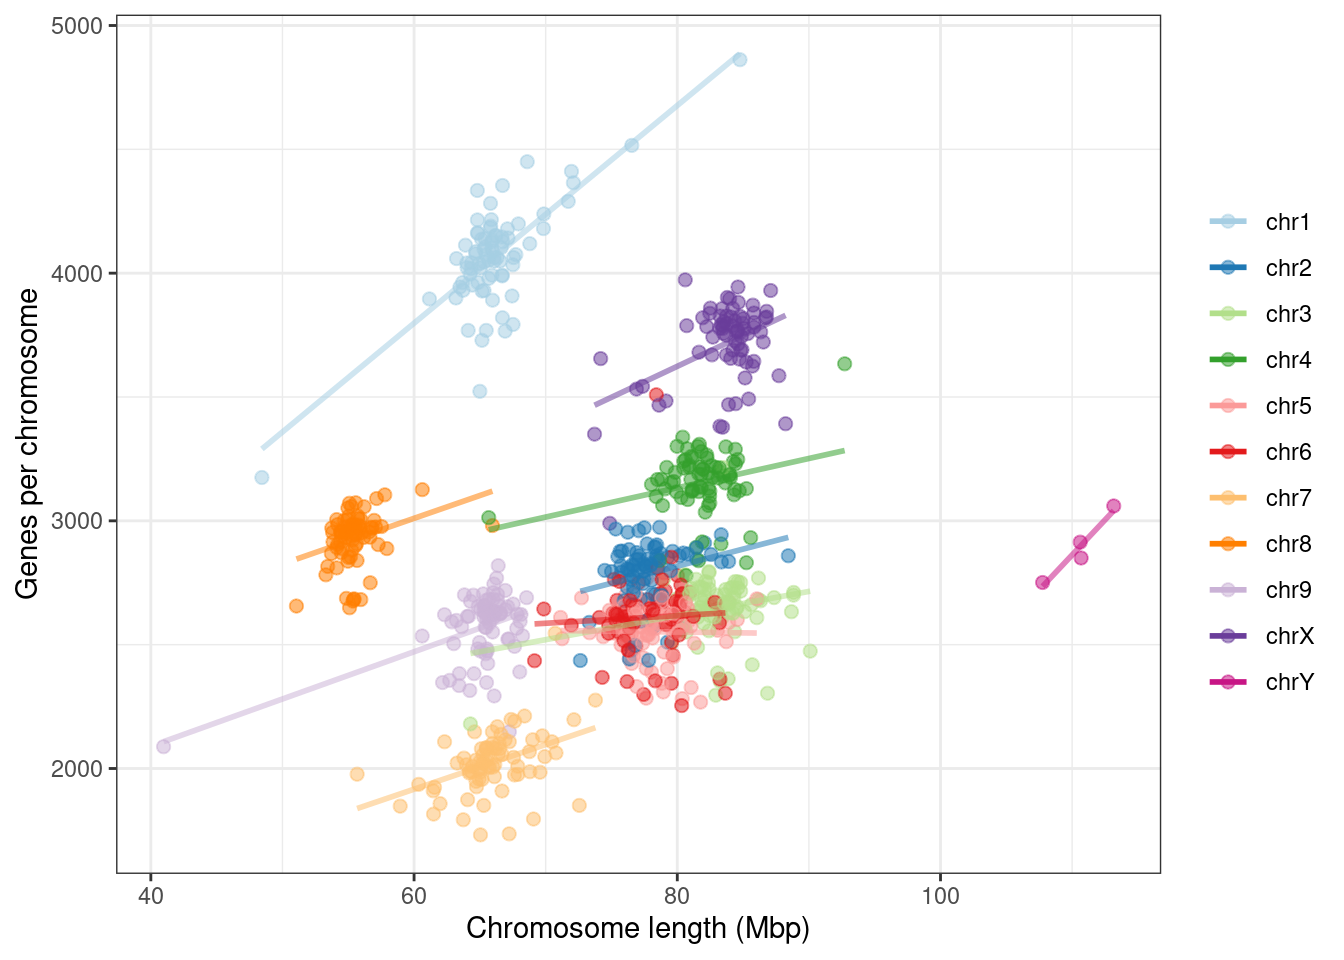 Genes per chromosome
5000
4000
3000
2000
40 60 80 100
Chromosome length (Mbp)
chr1
chr2
chr3
chr4
chr5
chr6
chr7
chr8
chr9
chrX
chrY